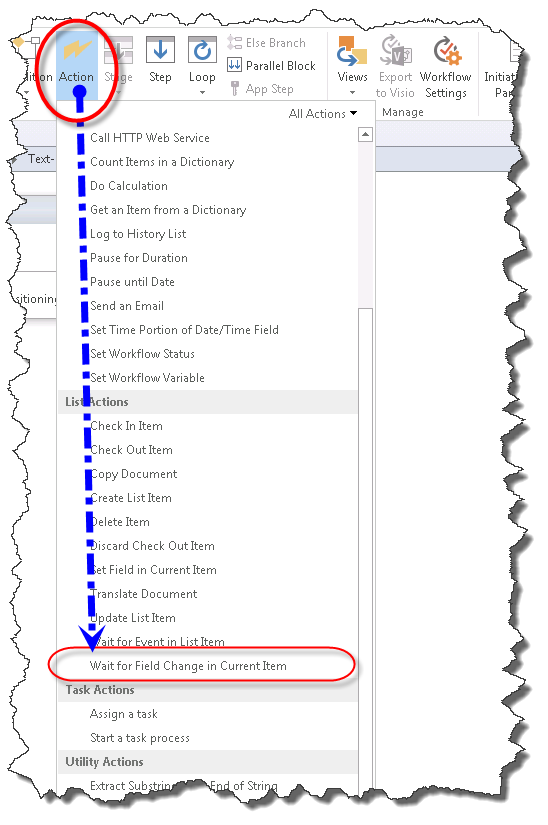 Else Branch
dition Action Stage Step Loop Parallel Block Views Export to Visio Workflow Settings Initiat
App Step
Par
Manage
All Actions
Call HTTP Web Service
Text-
Count Items in a Dictionary
Do Calculation
Get an Item from a Dictionary
Log to History List
Pause for Duration
Pause until Date
sitioning
Send an Email
Set Time Portion of Date/Time Field
Set Workflow Status
Set Workflow Variable
List Actions
Check In Item
Check Out Item
Copy Document
Create List Item
Delete Item
Discard Check Out Item
Set Field in Current Item
Translate Document
Update List Item
Wait for Event in List Item
Wait for Field Change in Current Item
Task Actions
Assign a task
Start a task process
Utility Actions
Extract Substring End of String